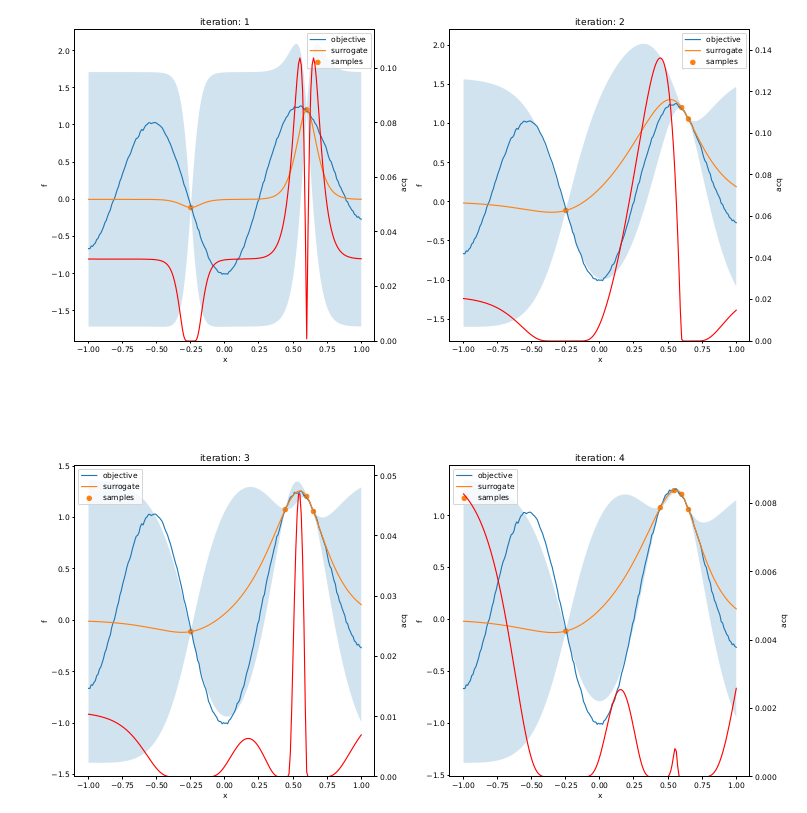 iteration: 1
objective
surrogate
samples
2.0
1.5
1.0
0.5
0.0
−0.5
−1.0
−1.5
f
0.10
0.08
0.06
0.04
0.02
0.00
acq
−1.00 −0.75 −0.50 −0.25 0.00 0.25 0.50 0.75 1.00
x
iteration: 2
objective
surrogate
samples
2.0
1.5
1.0
0.5
0.0
−0.5
−1.0
−1.5
f
0.14
0.12
0.10
0.08
0.06
0.04
0.02
0.00
acq
−1.00 −0.75 −0.50 −0.25 0.00 0.25 0.50 0.75 1.00
x
iteration: 3
objective
surrogate
samples
1.5
1.0
0.5
0.0
−0.5
−1.0
−1.5
f
0.05
0.04
0.03
0.02
0.01
0.00
acq
−1.00 −0.75 −0.50 −0.25 0.00 0.25 0.50 0.75 1.00
x
iteration: 4
objective
surrogate
samples
1.0
0.5
0.0
−0.5
−1.0
−1.5
f
0.008
0.006
0.004
0.002
0.000
acq
−1.00 −0.75 −0.50 −0.25 0.00 0.25 0.50 0.75 1.00
x